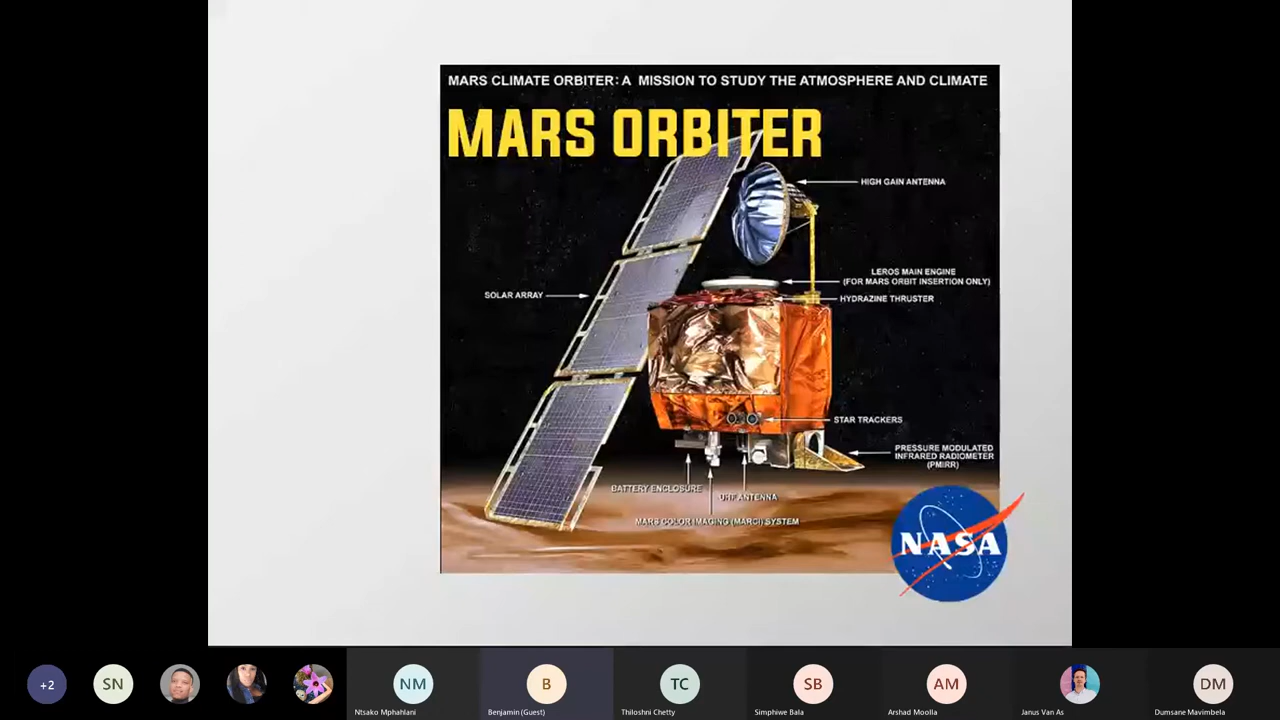 MARS CLIMATE ORBITER: A MISSION TO STUDY THE ATMOSPHERE AND CLIMATE
MARS ORBITER
HIGH GAIN ANTENNA
LEROS MAIN ENGINE
(FOR MARS ORBIT INSERTION ONLY)
SOLAR ARRAY
HYDRAZINE THRUSTER
STAR TRACKERS
PRESSURE MODULATED
INFRARED RADIOMETER
(PMIRR)
BATTERY ENCLOSURE
UHF ANTENNA
MARS COLOR IMAGING (MARCI) SYSTEM
NASA
+2
SN
NM
B
TC
SB
AM
DM
Ntsako Mphahlani
Benjamin (Guest)
Thiloshni Chetty
Simphiwe Bala
Arshad Moolla
Janus Van As
Dumsane Mavimbela